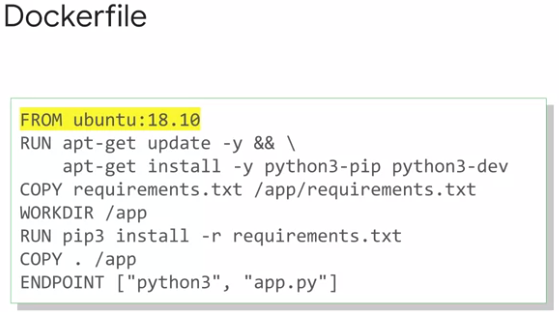 Dockerfile
FROM ubuntu:18.10
RUN apt-get update -y && \
    apt-get install -y python3-pip python3-dev
COPY requirements.txt /app/requirements.txt
WORKDIR /app
RUN pip3 install -r requirements.txt
COPY . /app
ENDPOINT ["python3", "app.py"]